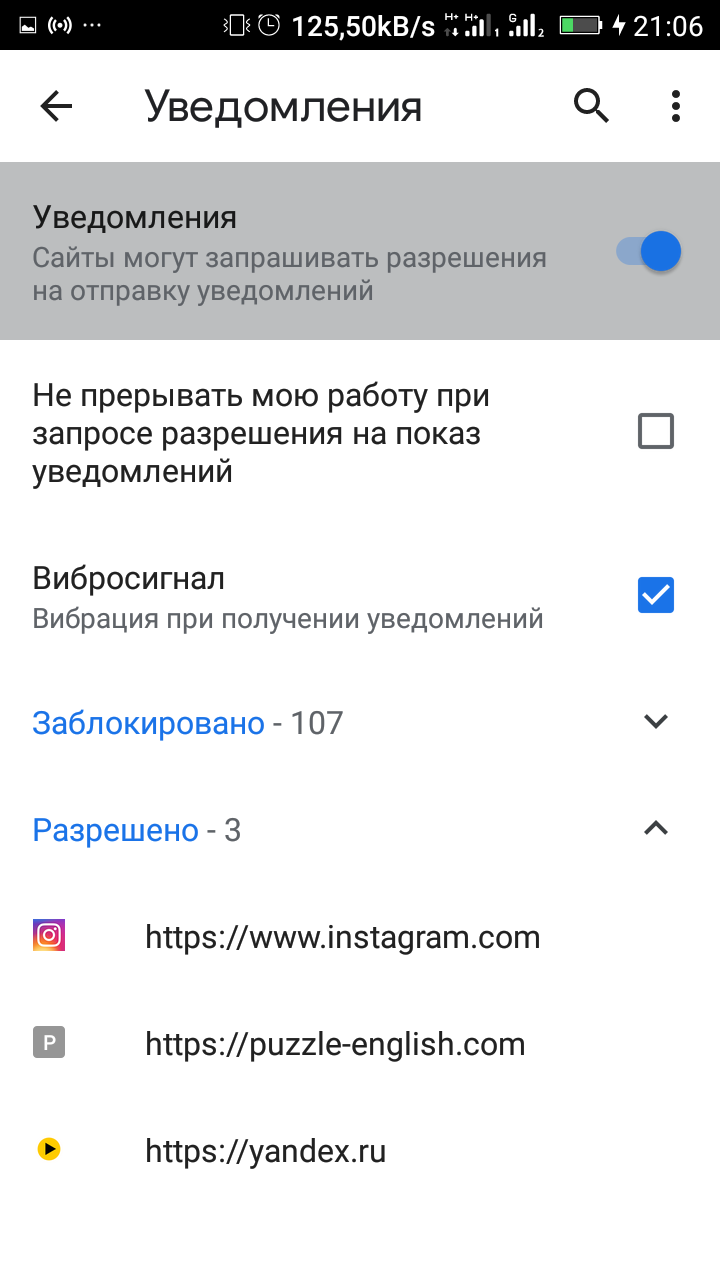 125,50kB/s H+ H+ 1 G 2 21:06
Уведомления
Уведомления
Сайты могут запрашивать разрешения
на отправку уведомлений
Не прерывать мою работу при
запросе разрешения на показ
уведомлений
Вибросигнал
Вибрация при получении уведомлений
Заблокировано - 107
Разрешено - 3
https://www.instagram.com
P https://puzzle-english.com
https://yandex.ru